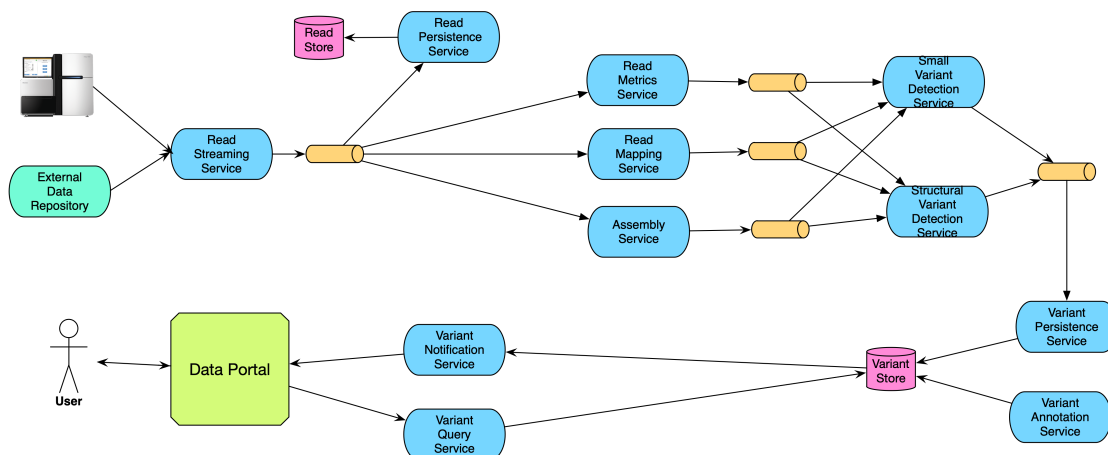 Read
Store
Read
Persistence
Service
Read
Metrics
Service
Small
Variant
Detection
Service
Read
Streaming
Service
Read
Mapping
Service
External
Data
Repository
Structural
Variant
Detection
Service
Assembly
Service
Variant
Persistence
Service
Variant
Notification
Service
Data Portal
Variant
Store
User
Variant
Query
Service
Variant
Annotation
Service